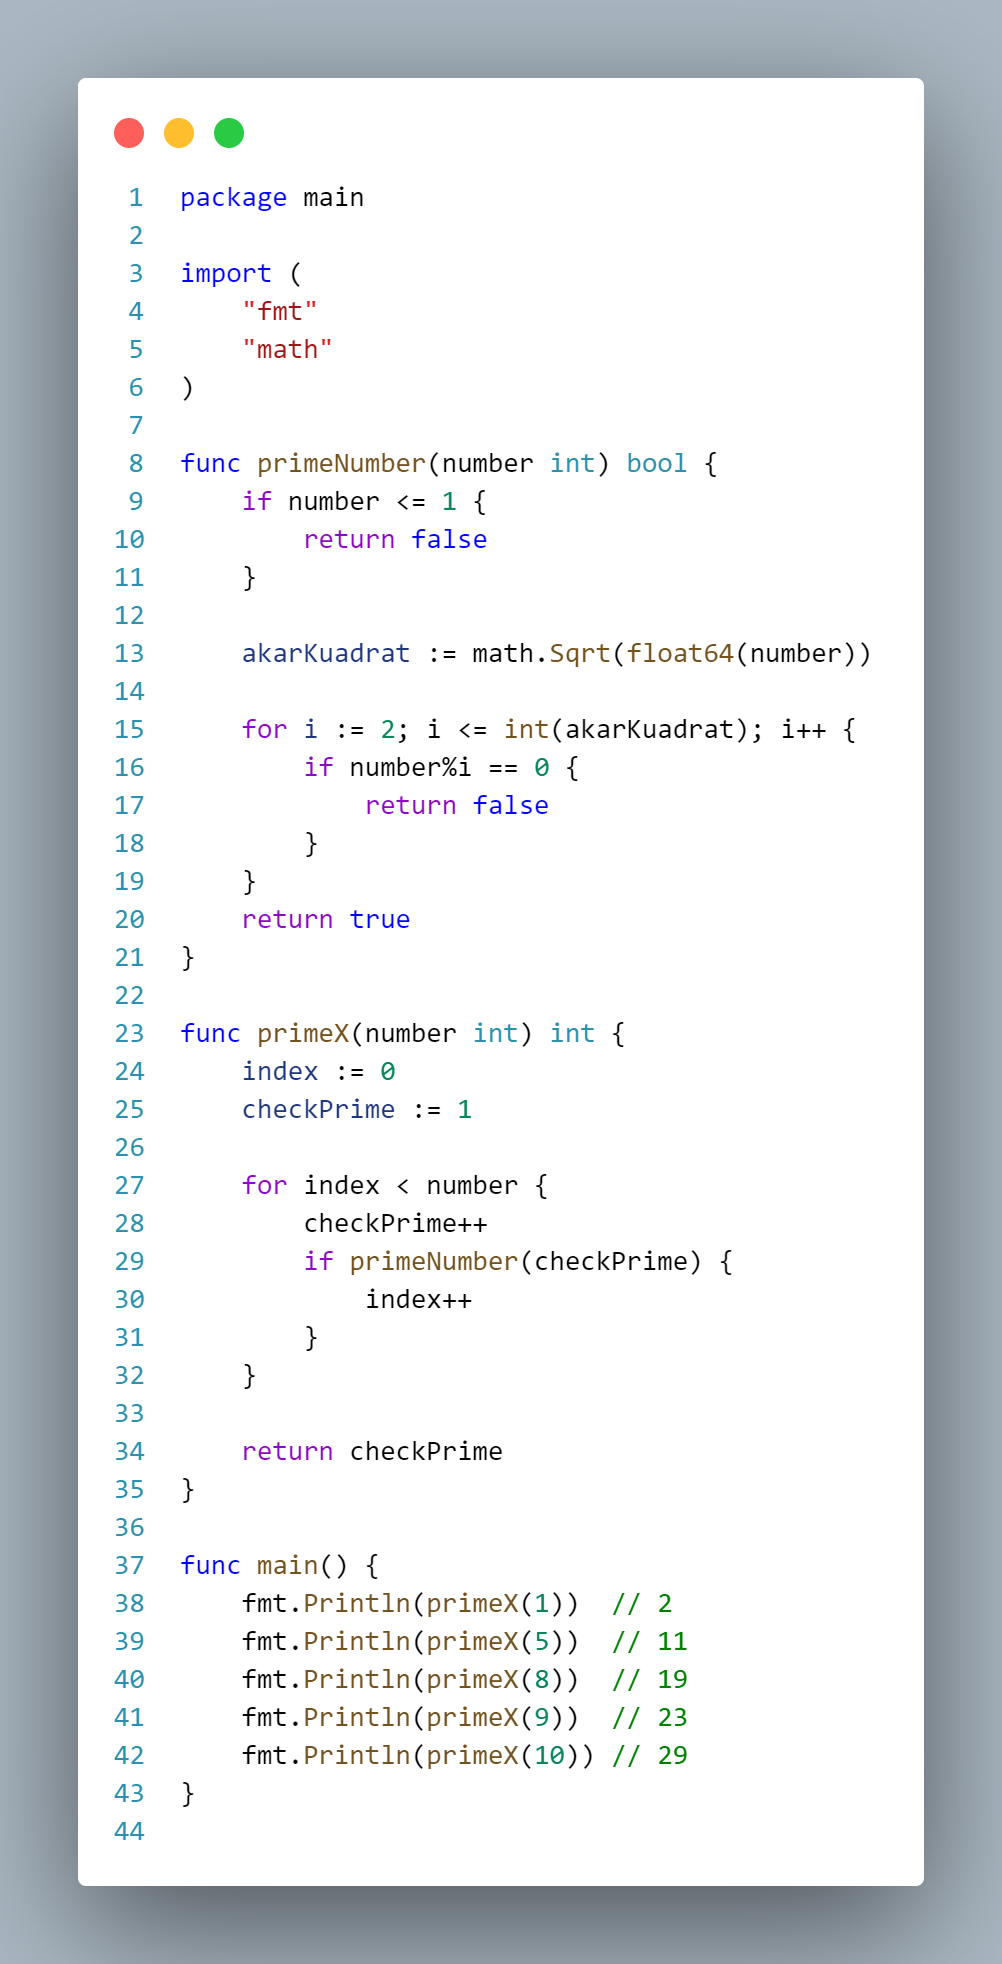 1 package main
2
3 import (
4     "fmt"
5     "math"
6 )
7
8 func primeNumber(number int) bool {
9     if number <= 1 {
10         return false
11     }
12
13     akarKuadrat := math.Sqrt(float64(number))
14
15     for i := 2; i <= int(akarKuadrat); i++ {
16         if number%i == 0 {
17             return false
18         }
19     }
20     return true
21 }
22
23 func primeX(number int) int {
24     index := 0
25     checkPrime := 1
26
27     for index < number {
28         checkPrime++
29         if primeNumber(checkPrime) {
30             index++
31         }
32     }
33
34     return checkPrime
35 }
36
37 func main() {
38     fmt.Println(primeX(1))  // 2
39     fmt.Println(primeX(5))  // 11
40     fmt.Println(primeX(8))  // 19
41     fmt.Println(primeX(9))  // 23
42     fmt.Println(primeX(10)) // 29
43 }
44